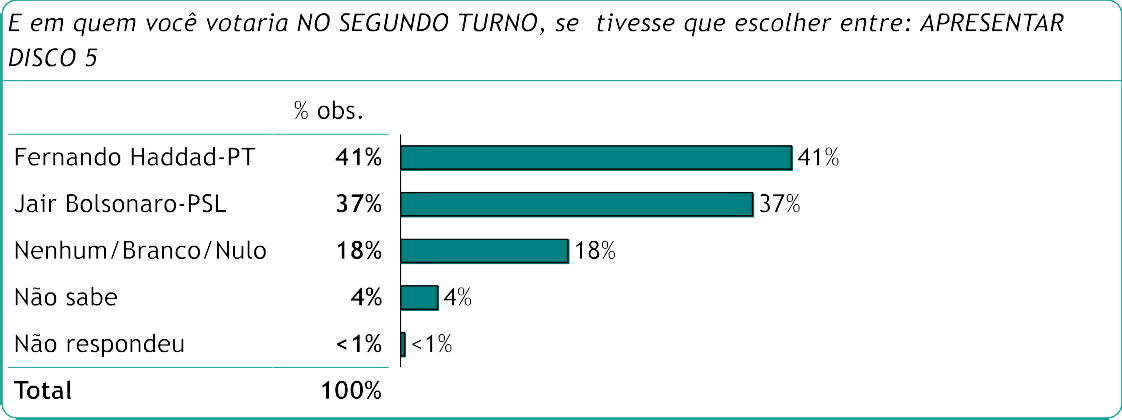 E em quem você votaria NO SEGUNDO TURNO, se tivesse que escolher entre: APRESENTAR
DISCO 5
% obs.
Fernando Haddad-PT 41% 41%
Jair Bolsonaro-PSL 37% 37%
Nenhum/Branco/Nulo 18% 18%
Não sabe 4% 4%
Não respondeu <1% <1%
Total 100%